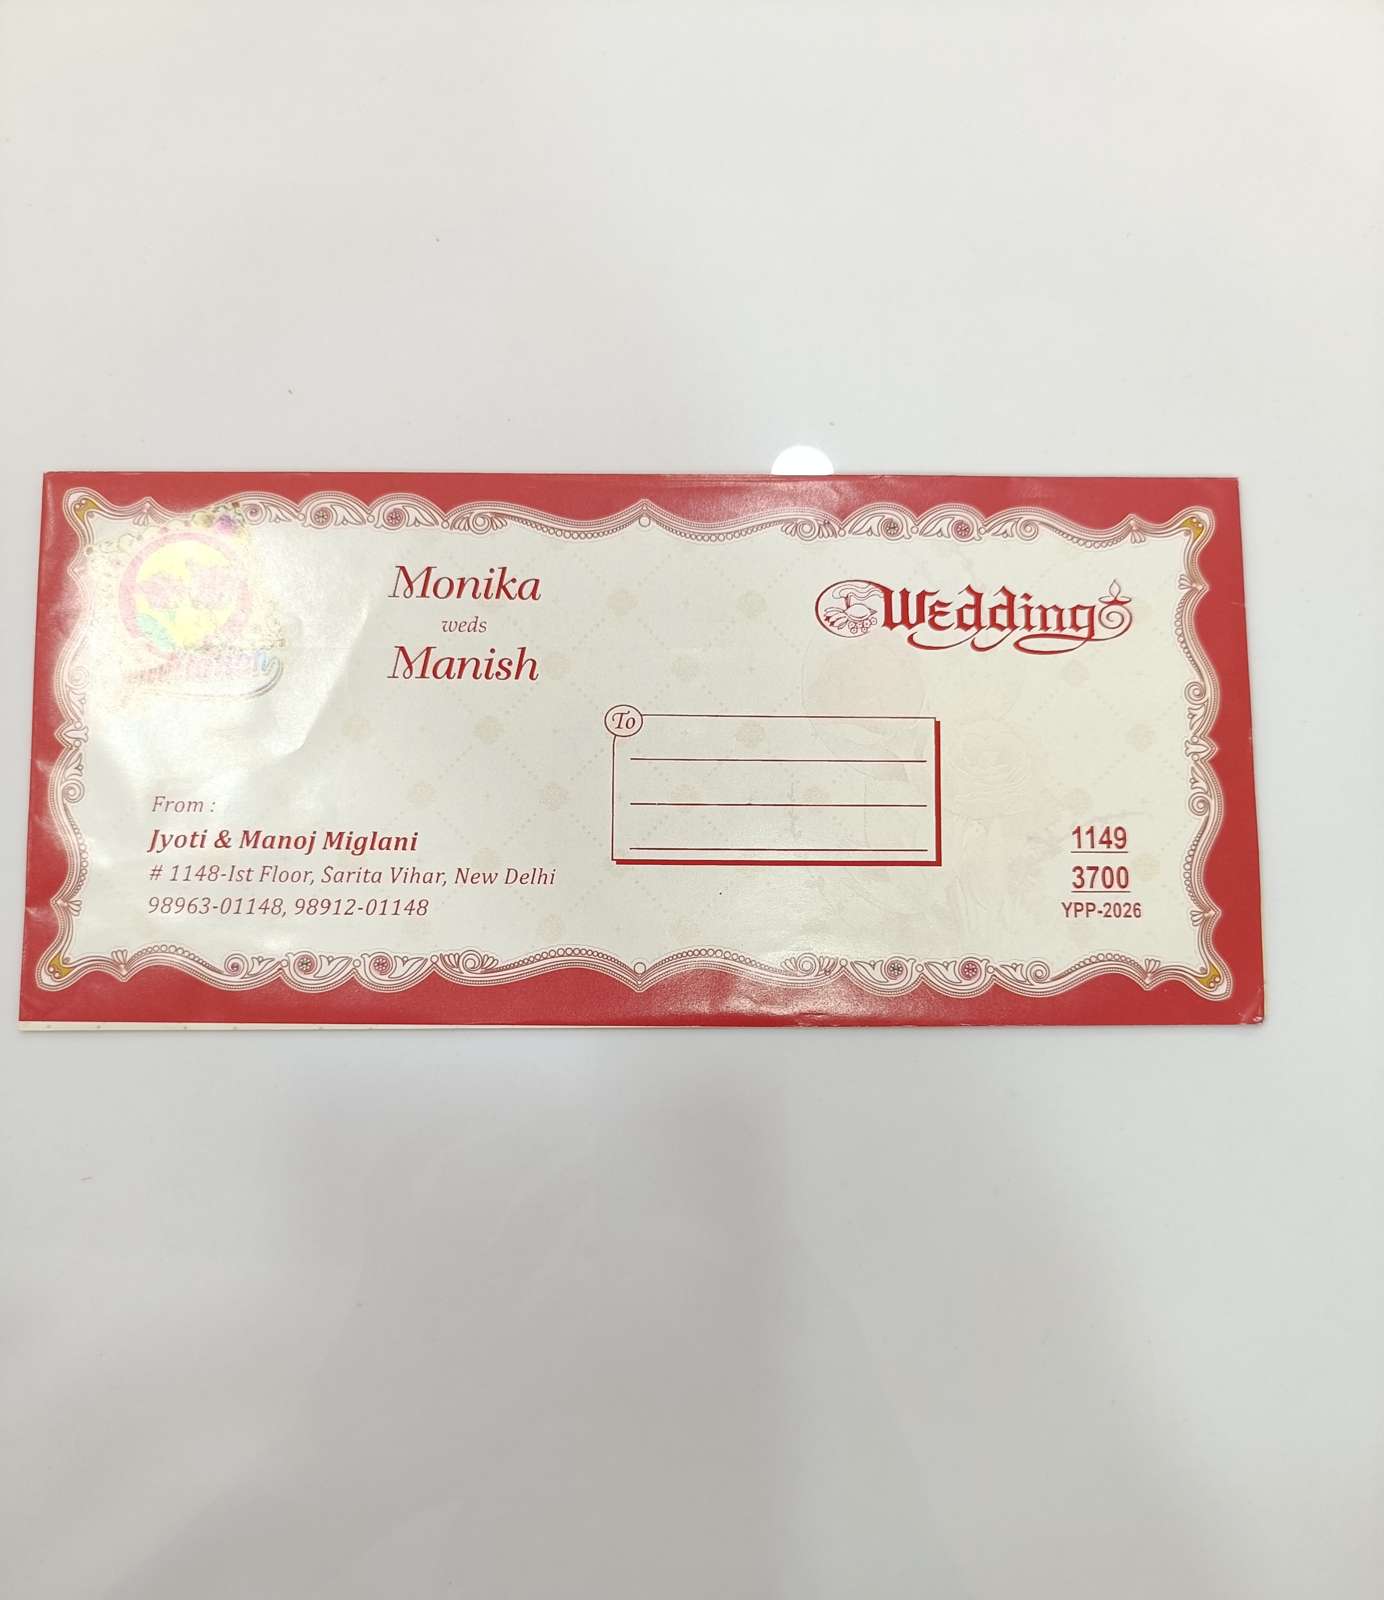 Monika
weds
Manish
Wedding
To
From :
Jyoti & Manoj Miglani
# 1148-Ist Floor, Sarita Vihar, New Delhi
98963-01148, 98912-01148
1149
3700
YPP-2026